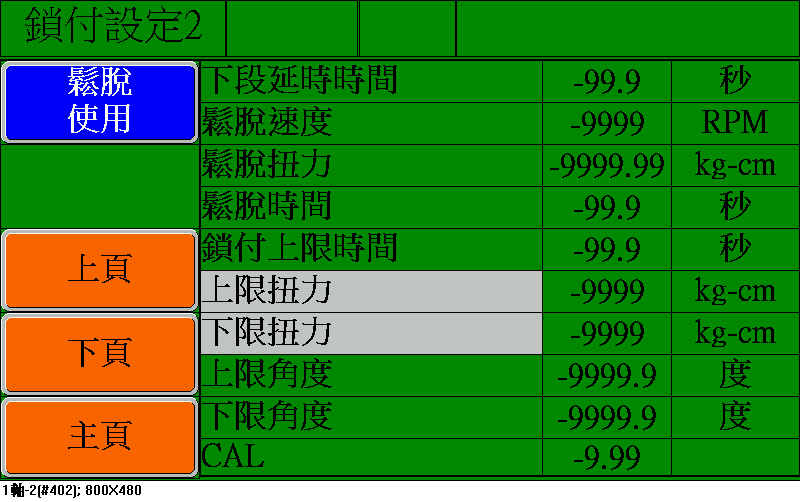 鎖付設定2
鬆脫
使用
下段延時時間 -99.9 秒
鬆脫速度 -9999 RPM
鬆脫扭力 -9999.99 kg-cm
鬆脫時間 -99.9 秒
鎖付上限時間 -99.9 秒
上頁
上限扭力 -9999 kg-cm
下限扭力 -9999 kg-cm
下頁
上限角度 -9999.9 度
下限角度 -9999.9 度
主頁
CAL -9.99
1軸-2(#402); 800X480